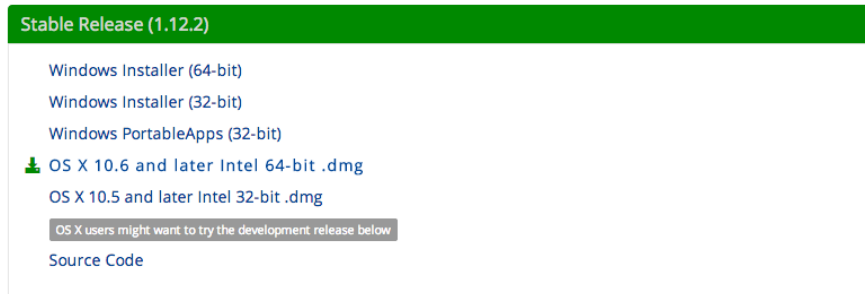 Stable Release (1.12.2)
Windows Installer (64-bit)
Windows Installer (32-bit)
Windows PortableApps (32-bit)
OS X 10.6 and later Intel 64-bit .dmg
OS X 10.5 and later Intel 32-bit .dmg
OS X users might want to try the development release below
Source Code